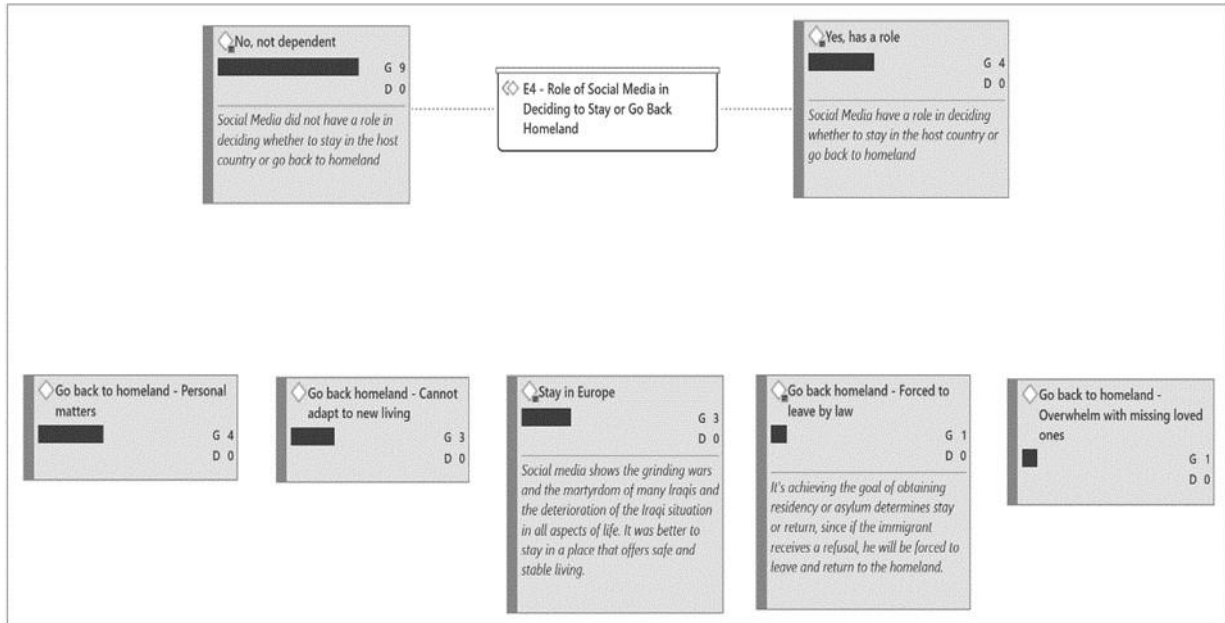 No, not dependent
G 9
D 0
Social Media did not have a role in
deciding whether to stay in the host
country or go back to homeland
E4 - Role of Social Media in
Deciding to Stay or Go Back
Homeland
Yes, has a role
G 4
D 0
Social Media have a role in deciding
whether to stay in the host country or
go back to homeland
Go back to homeland - Personal
matters
G 4
D 0
Go back homeland - Cannot
adapt to new living
G 3
D 0
Stay in Europe
G 3
D 0
Social media shows the grinding wars
and the martyrdom of many Iraqis and
the deterioration of the Iraqi situation
in all aspects of life. It was better to
stay in a place that offers safe and
stable living.
Go back homeland - Forced to
leave by law
G 1
D 0
It's achieving the goal of obtaining
residency or asylum determines stay
or return, since if the immigrant
receives a refusal, he will be forced to
leave and return to the homeland.
Go back to homeland -
Overwhelm with missing loved
ones
G 1
D 0